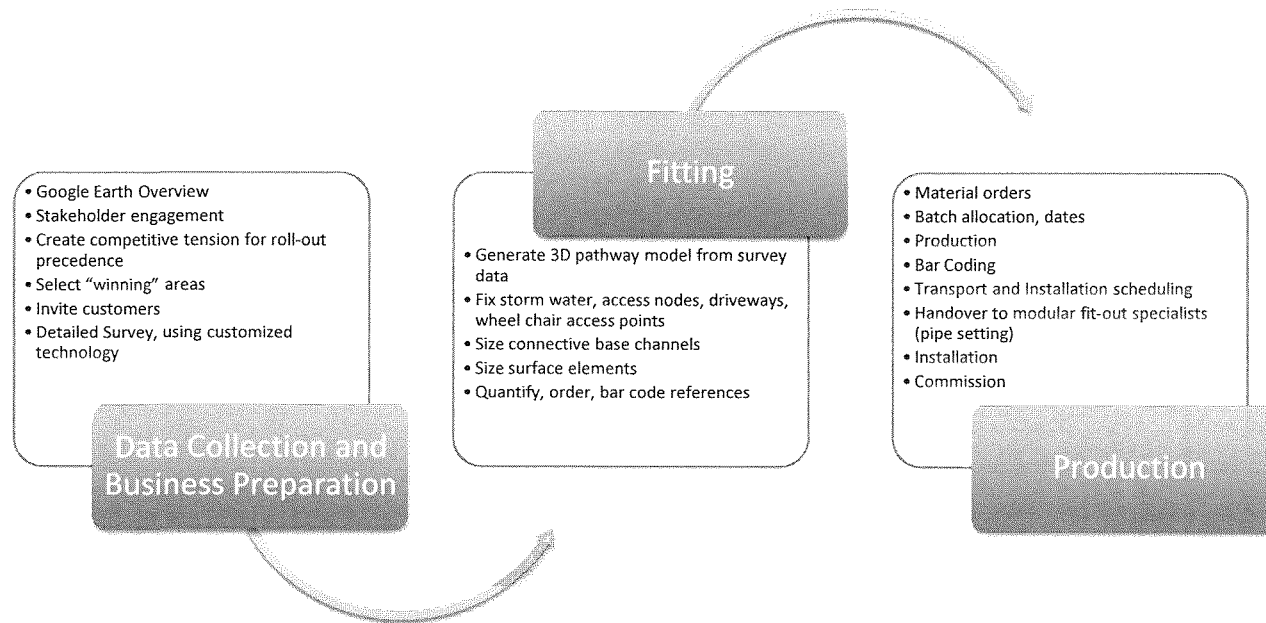 • Google Earth Overview
• Stakeholder engagement
• Create competitive tension for roll-out
precedence
• Select “winning” areas
• Invite customers
• Detailed Survey, using customized
technology
Data Collection and
Business Preparation
Fitting
• Generate 3D pathway model from survey
data
• Fix storm water, access nodes, driveways,
wheel chair access points
• Size connective base channels
• Size surface elements
• Quantify, order, bar code references
• Material orders
• Batch allocation, dates
• Production
• Bar Coding
• Transport and Installation scheduling
• Handover to modular fit-out specialists
(pipe setting)
• Installation
• Commission
Production